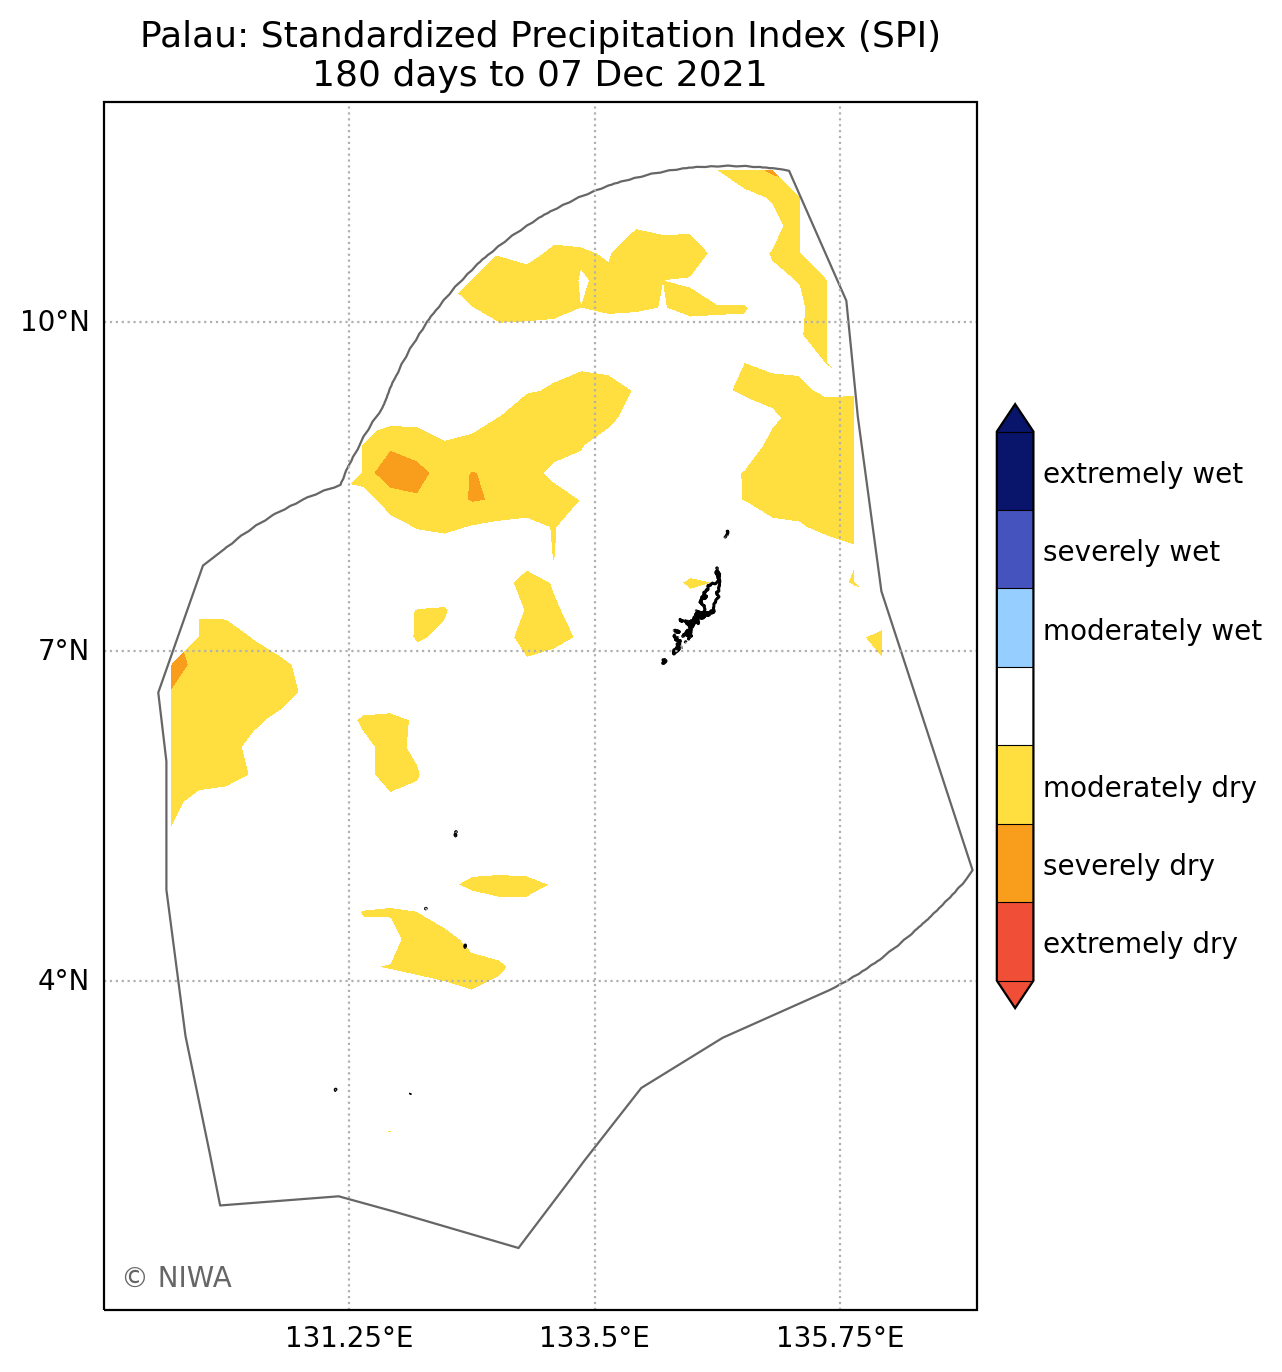 Palau: Standardized Precipitation Index (SPI)
180 days to 07 Dec 2021
10°N
7°N
4°N
131.25°E
133.5°E
135.75°E
extremely wet
severely wet
moderately wet
moderately dry
severely dry
extremely dry
© NIWA